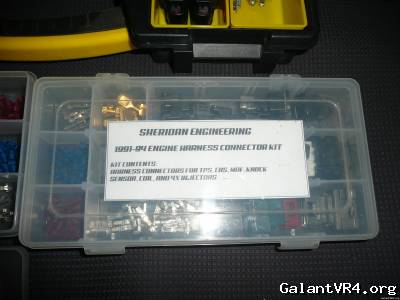 SHERIDAN ENGINEERING
1991-94 ENGINE HARNESS CONNECTOR KIT
KIT CONTENTS:
HARNESS CONNECTORS FOR TPS, CAS, MAF, KNOCK
SENSOR, COIL, AND 4X INJECTORS
GalantVR4.org